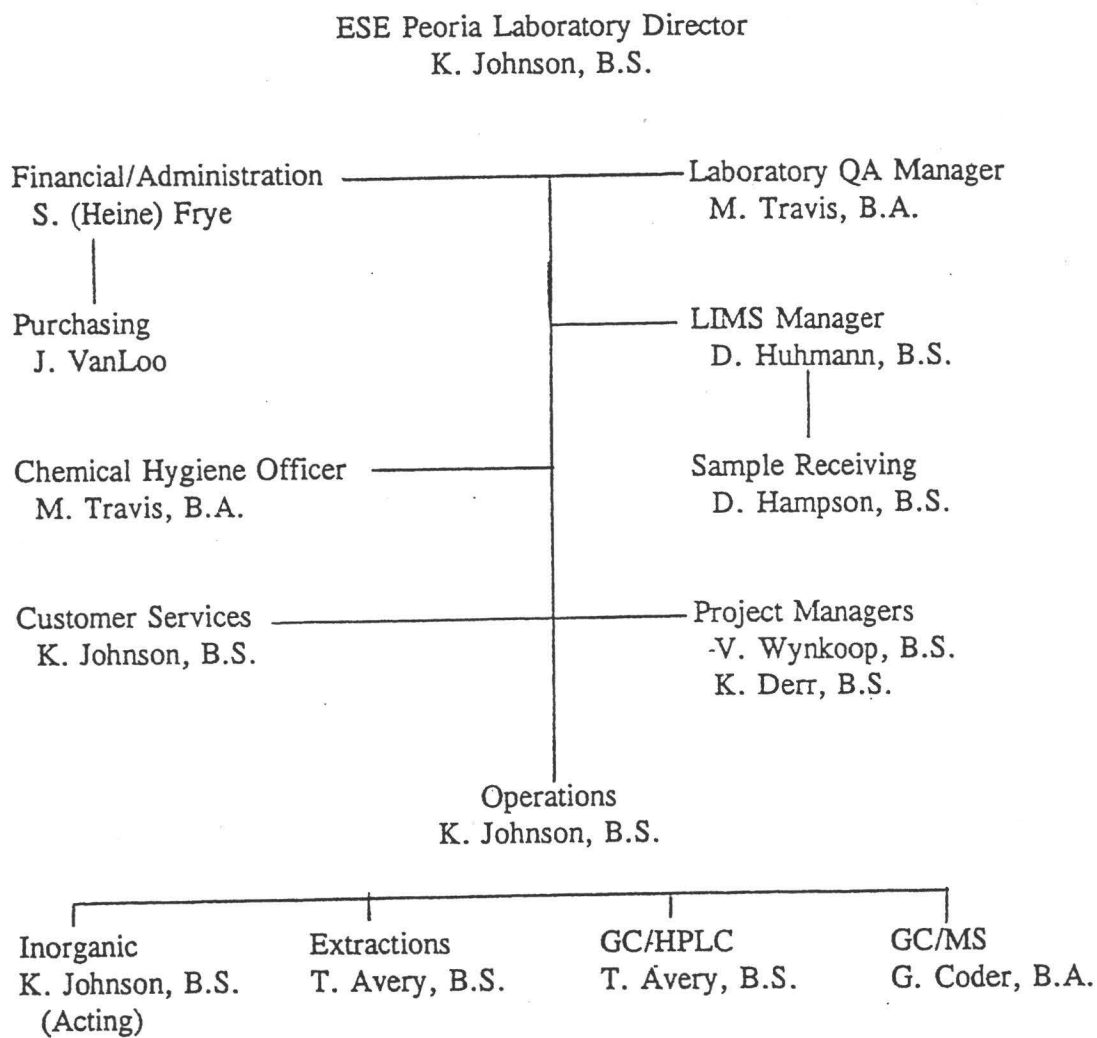 ESE Peoria Laboratory Director
K. Johnson, B.S.
Financial/Administration
S. (Heine) Frye
Laboratory QA Manager
M. Travis, B.A.
Purchasing
J. VanLoo
LIMS Manager
D. Huhmann, B.S.
Chemical Hygiene Officer
M. Travis, B.A.
Sample Receiving
D. Hampson, B.S.
Customer Services
K. Johnson, B.S.
Project Managers
-V. Wynkoop, B.S.
K. Derr, B.S.
Operations
K. Johnson, B.S.
Inorganic
K. Johnson, B.S.
(Acting)
Extractions
T. Avery, B.S.
GC/HPLC
T. Avery, B.S.
GC/MS
G. Coder, B.A.